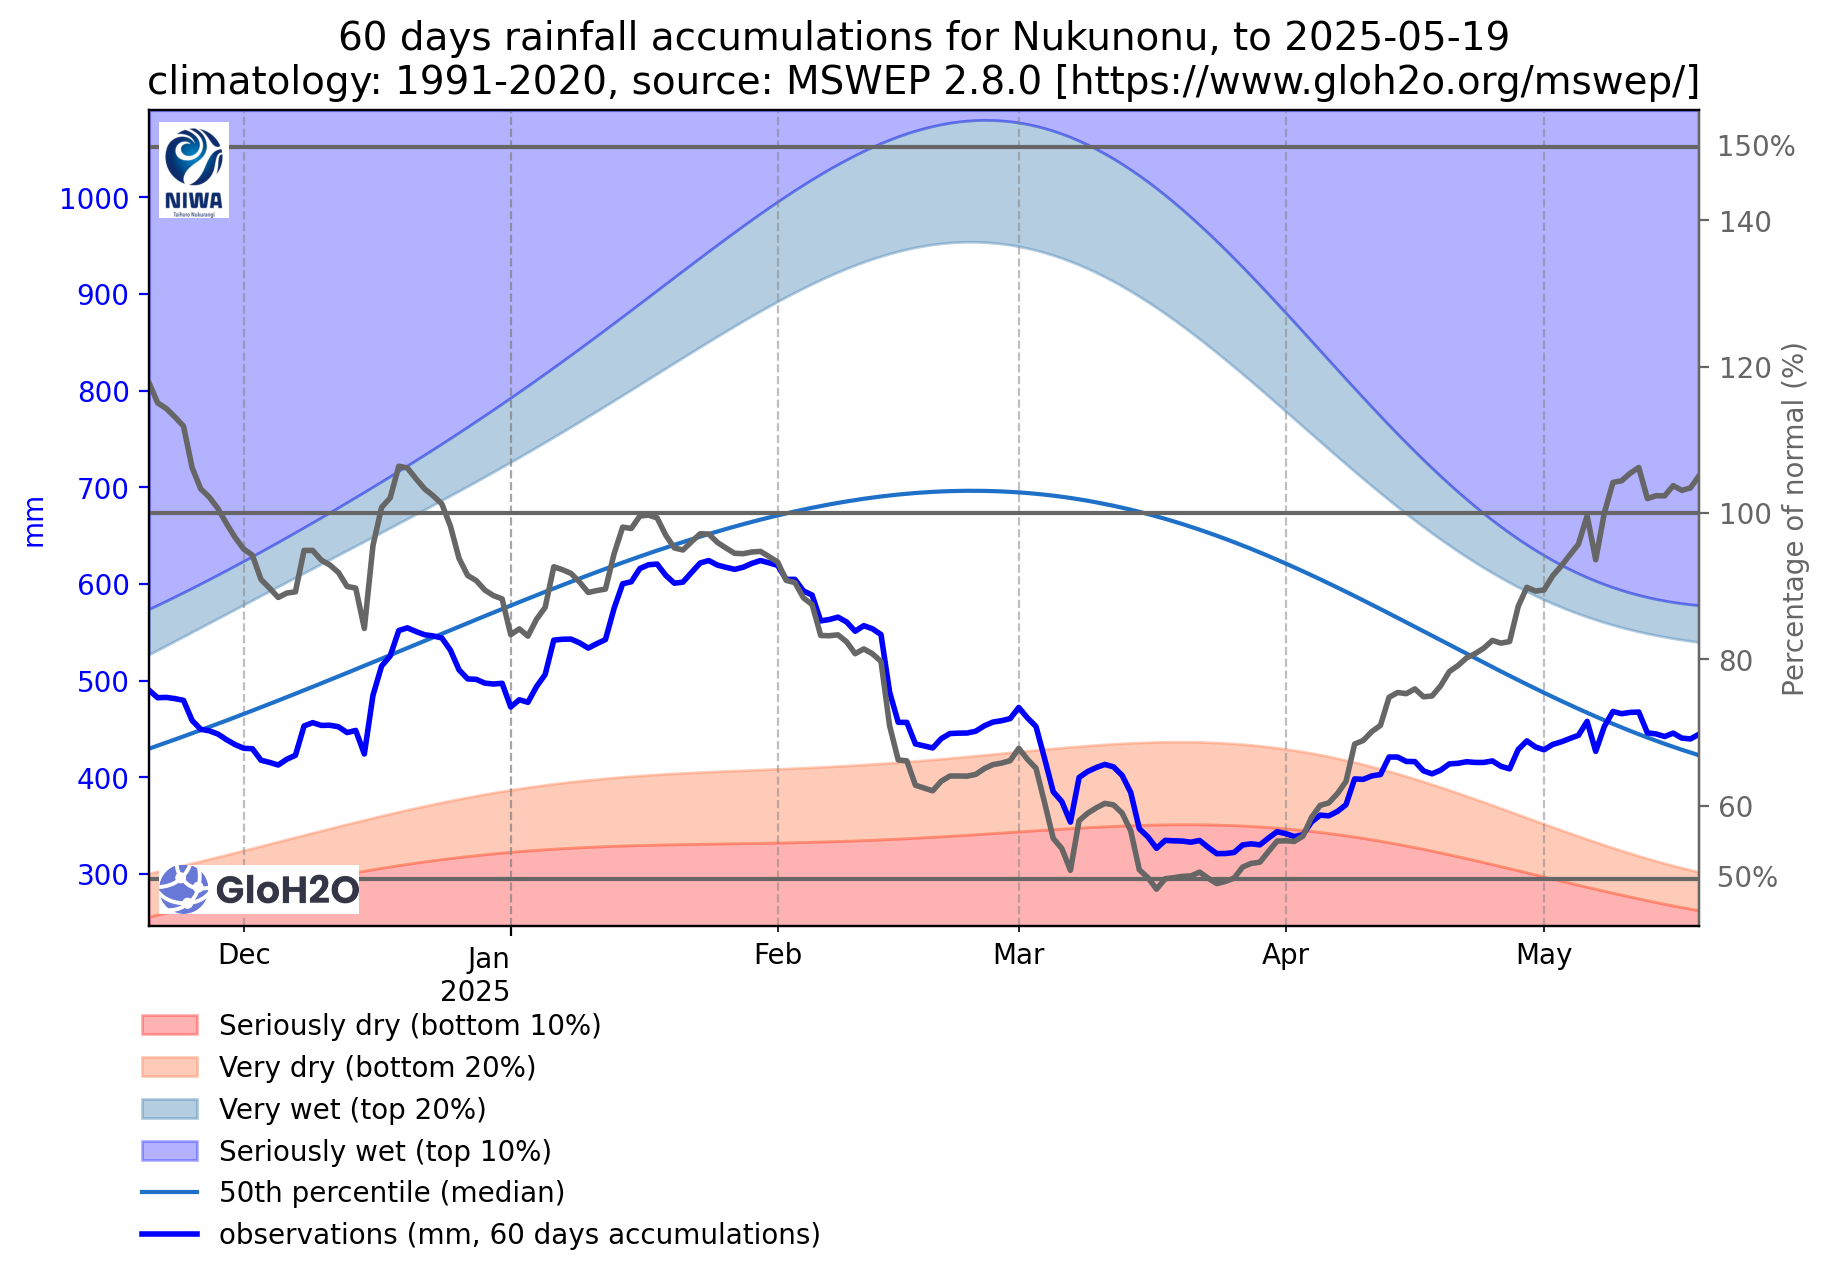 60 days rainfall accumulations for Nukunonu, to 2025-05-19
climatology: 1991-2020, source: MSWEP 2.8.0 [https://www.gloh2o.org/mswep/]
NIWA
Taihoro Nukurangi
1000
900
800
700
600
500
400
300
mm
150%
140
120
100
80
60
50%
Percentage of normal (%)
GloH2O
Dec
Jan
2025
Feb
Mar
Apr
May
Seriously dry (bottom 10%)
Very dry (bottom 20%)
Very wet (top 20%)
Seriously wet (top 10%)
50th percentile (median)
observations (mm, 60 days accumulations)